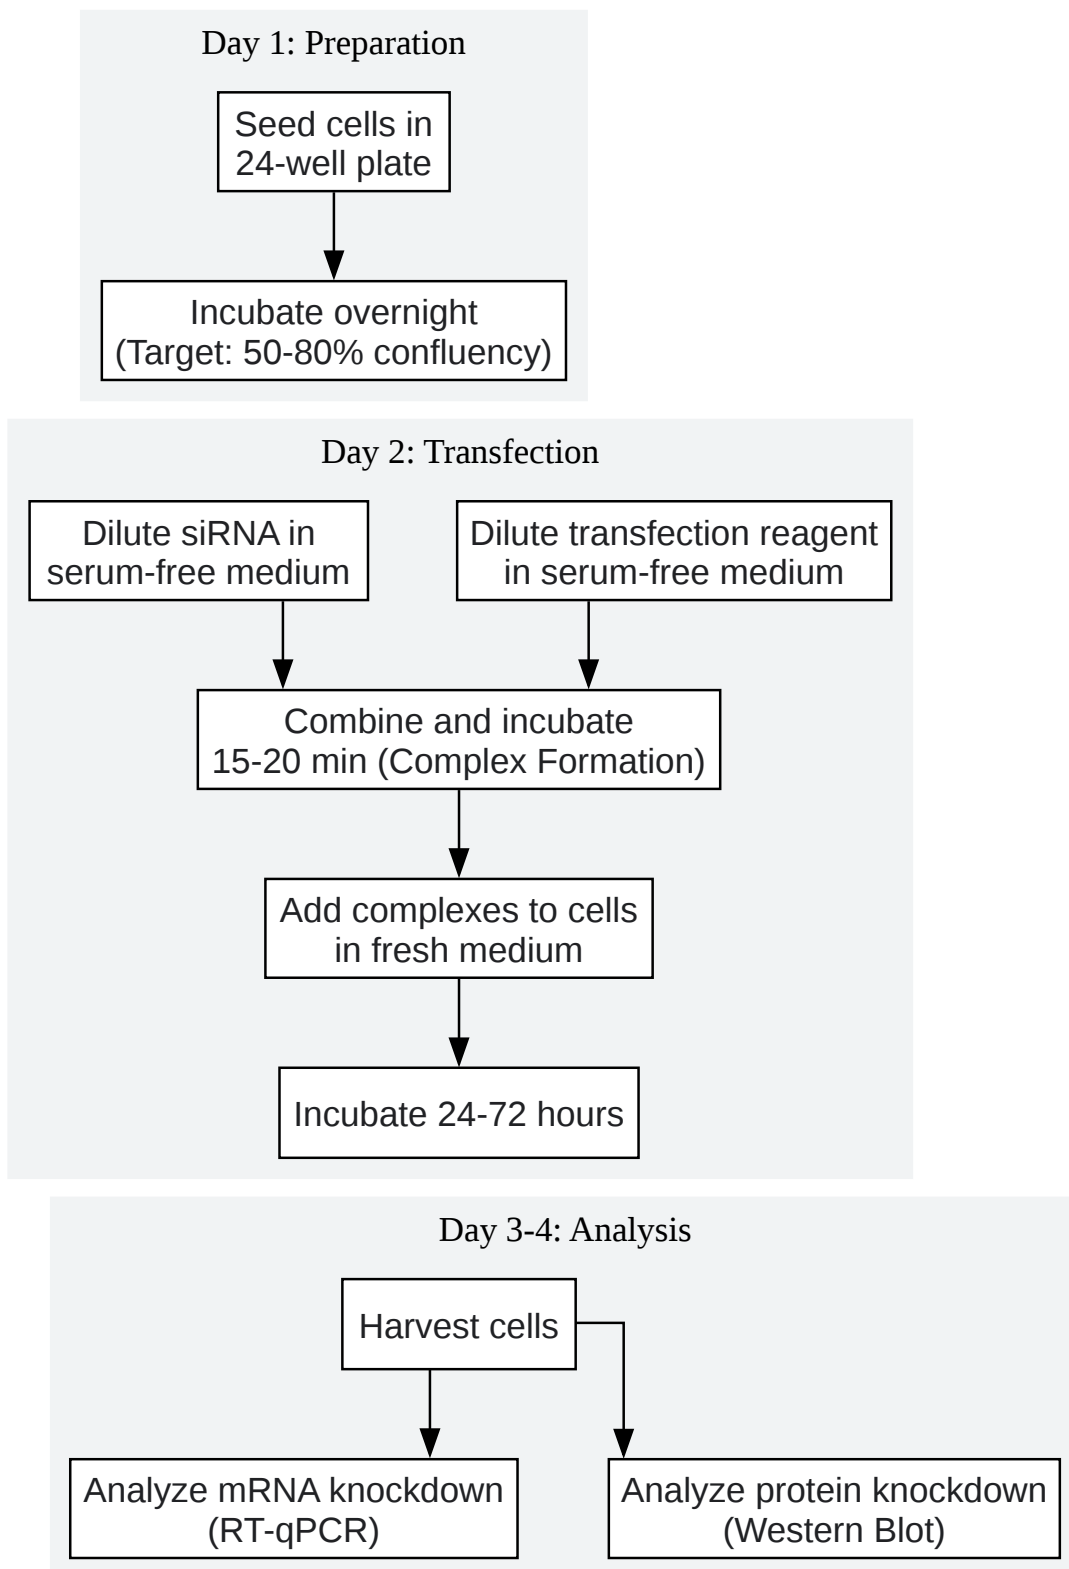 Day 1: Preparation
Seed cells in
24-well plate
Incubate overnight
(Target: 50-80% confluency)
Day 2: Transfection
Dilute siRNA in
serum-free medium
Dilute transfection reagent
in serum-free medium
Combine and incubate
15-20 min (Complex Formation)
Add complexes to cells
in fresh medium
Incubate 24-72 hours
Day 3-4: Analysis
Harvest cells
Analyze mRNA knockdown
(RT-qPCR)
Analyze protein knockdown
(Western Blot)